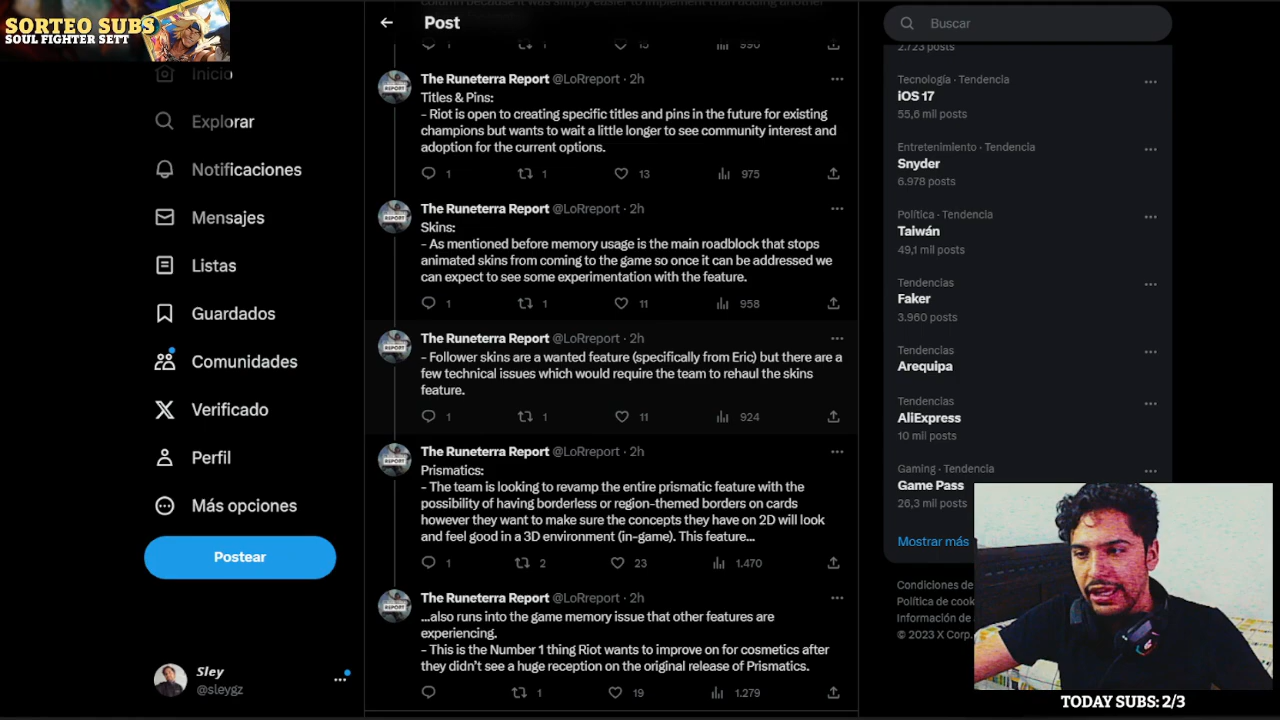 SORTEO SUBS
SOUL FIGHTER SETT
Inicio
Explorar
Notificaciones
Mensajes
Listas
Guardados
Comunidades
Verificado
Perfil
Más opciones
Postear
Sley
@sleygz
Post
1 1 13 990
The Runeterra Report @LoRreport · 2h
Titles & Pins:
- Riot is open to creating specific titles and pins in the future for existing
champions but wants to wait a little longer to see community interest and
adoption for the current options.
1 1 13 975
The Runeterra Report @LoRreport · 2h
Skins:
- As mentioned before memory usage is the main roadblock that stops
animated skins from coming to the game so once it can be addressed we
can expect to see some experimentation with the feature.
1 1 11 958
The Runeterra Report @LoRreport · 2h
- Follower skins are a wanted feature (specifically from Eric) but there are a
few technical issues which would require the team to rehaul the skins
feature.
1 1 11 924
The Runeterra Report @LoRreport · 2h
Prismatics:
- The team is looking to revamp the entire prismatic feature with the
possibility of having borderless or region-themed borders on cards
however they want to make sure the concepts they have on 2D will look
and feel good in a 3D environment (in-game). This feature...
1 2 23 1.470
The Runeterra Report @LoRreport · 2h
...also runs into the game memory issue that other features are
experiencing.
- This is the Number 1 thing Riot wants to improve on for cosmetics after
they didn't see a huge reception on the original release of Prismatics.
1 19 1.279
Buscar
2.723 posts
Tecnología · Tendencia
iOS 17
55,6 mil posts
Entretenimiento · Tendencia
Snyder
6.978 posts
Política · Tendencia
Taiwán
49,1 mil posts
Tendencias
Faker
3.960 posts
Tendencias
Arequipa
Tendencias
AliExpress
10 mil posts
Gaming · Tendencia
Game Pass
26,3 mil posts
Mostrar más
Condiciones de
Política de cook
Información de
© 2023 X Corp.
TODAY SUBS: 2/3